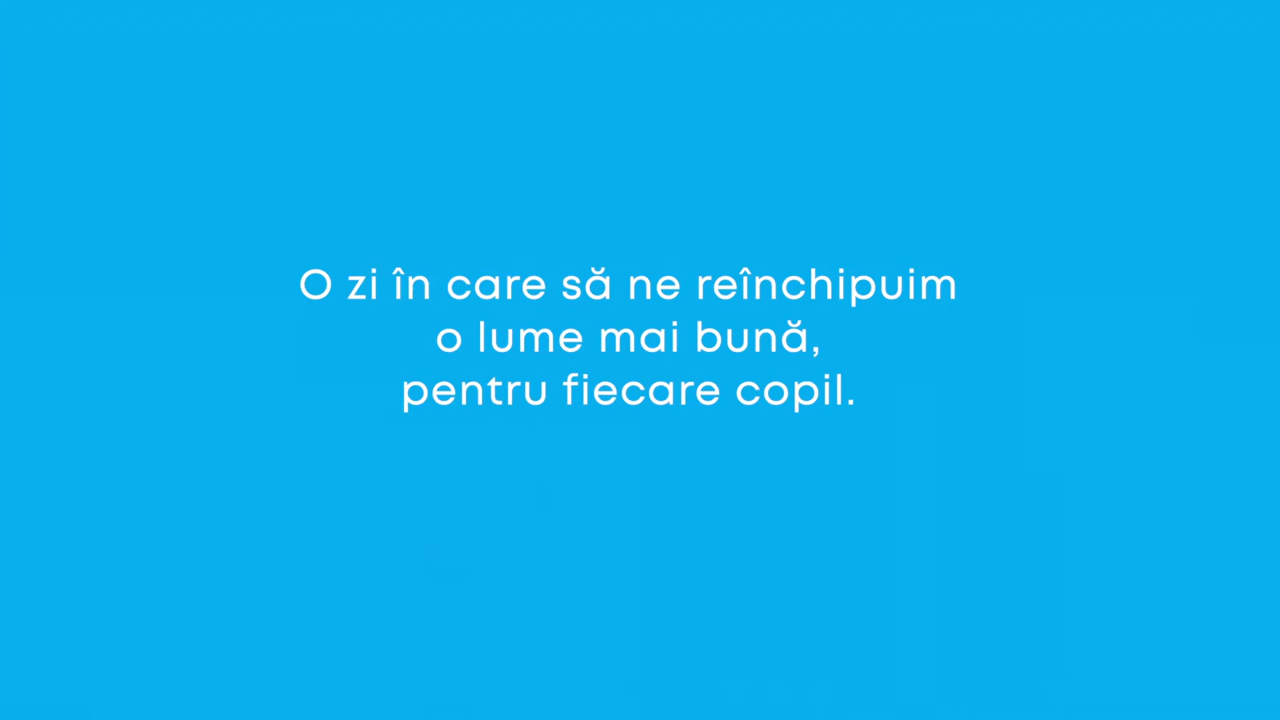 O zi în care să ne reînchipuim
o lume mai bună,
pentru fiecare copil.